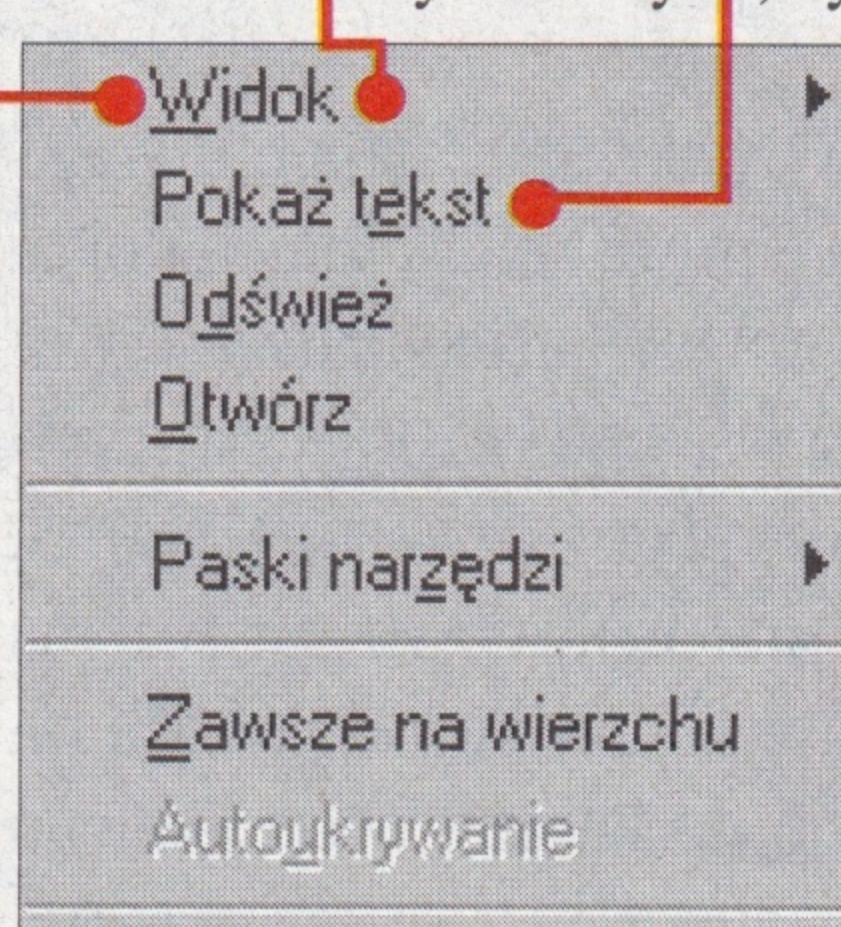 Widok
Pokaż tekst
Odśwież
Otwórz
Paski narzędzi
Zawsze na wierzchu
Autoukrywanie